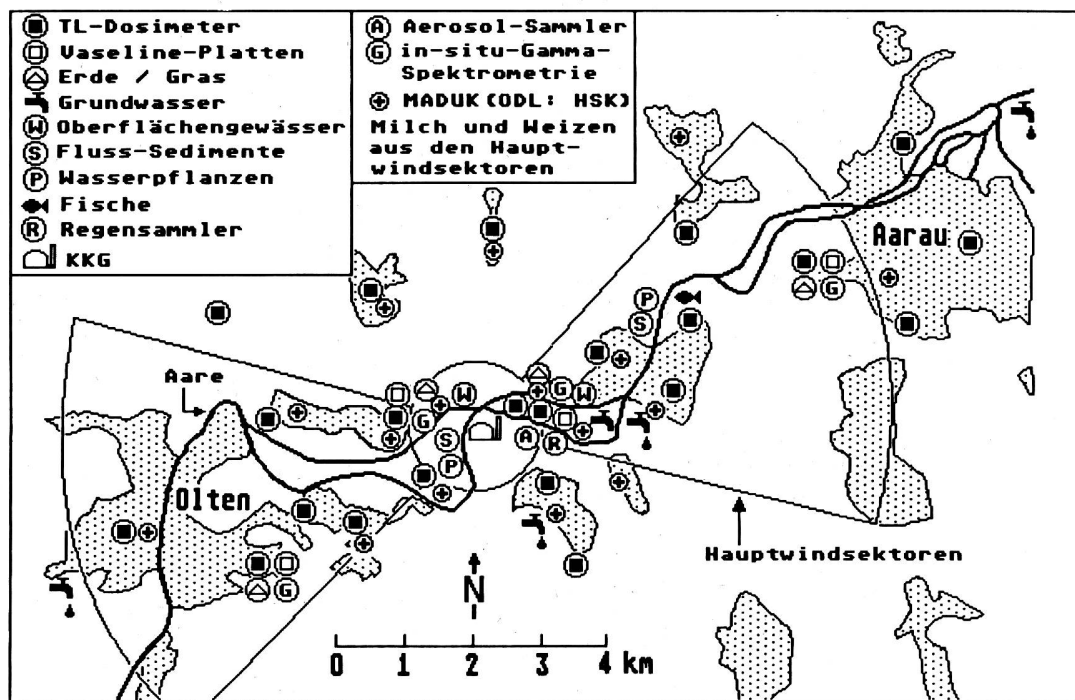 TL-Dosimeter
Vaseline-Platten
Erde / Gras
Grundwasser
W Oberflächengewässer
S Fluss-Sedimente
P Wasserpflanzen
Fische
R Regensammler
KKG
A Aerosol-Sammler
G in-situ-Gamma-
Spektrometrie
MADUK(ODL: HSK)
Milch und Weizen
aus den Haupt-
windsektoren
Aarau
G
P
S
Aare
W
G W
G
S
A R
P
Olten
Hauptwindsektoren
G
N
0 1 2 3 4 km